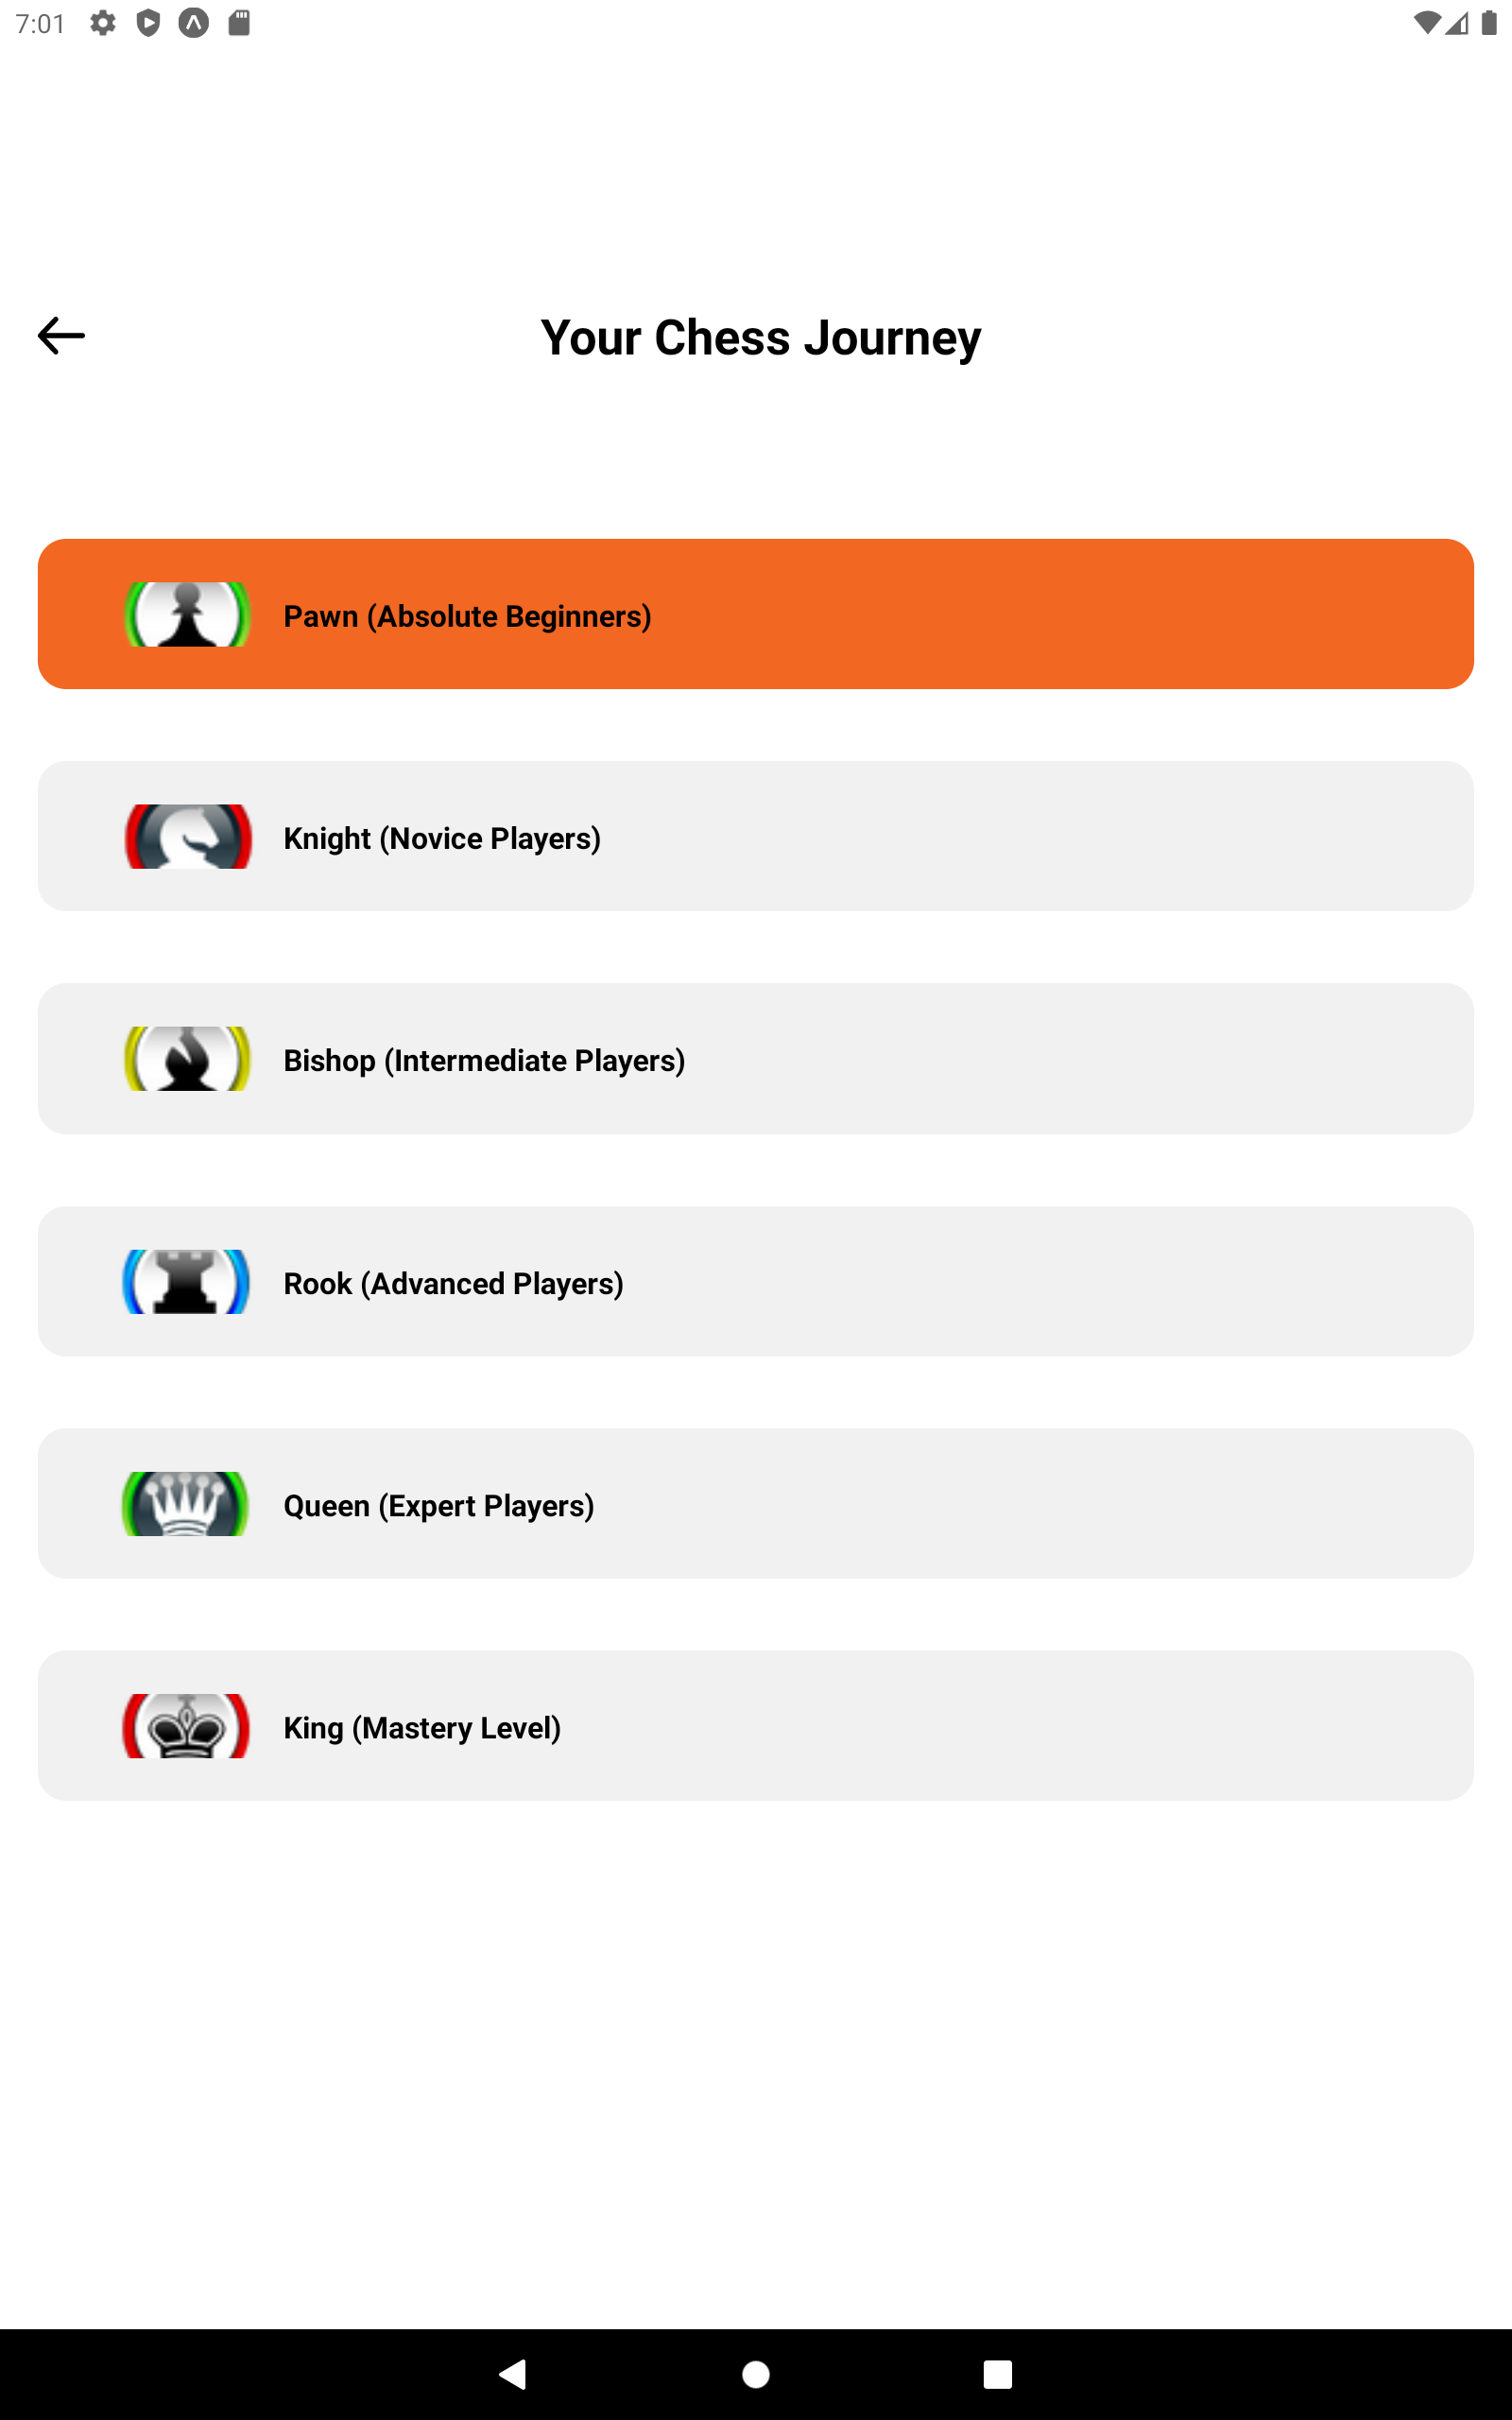 7:01
Your Chess Journey
Pawn (Absolute Beginners)
Knight (Novice Players)
Bishop (Intermediate Players)
Rook (Advanced Players)
Queen (Expert Players)
King (Mastery Level)